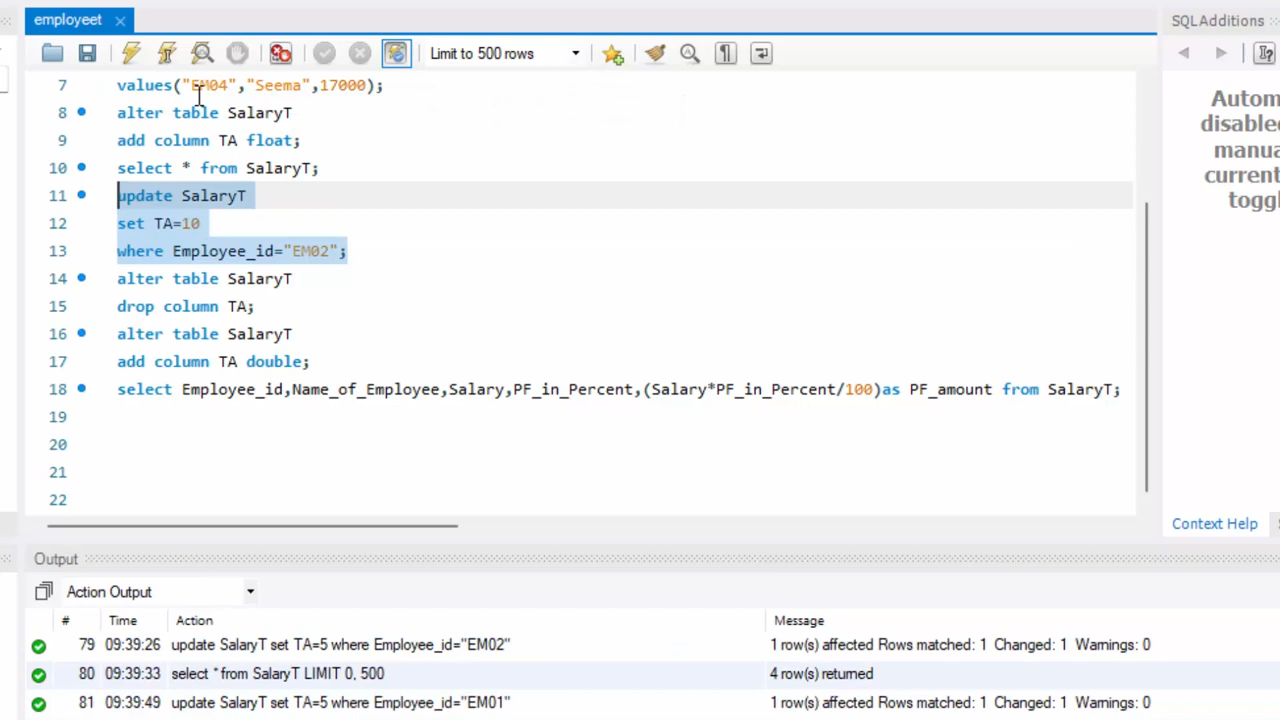 employeet
SQLAdditions
Limit to 500 rows
7 values("EM04","Seema",17000);
8 alter table SalaryT
9 add column TA float;
10 select * from SalaryT;
11 update SalaryT
12 set TA=10
13 where Employee_id="EM02";
14 alter table SalaryT
15 drop column TA;
16 alter table SalaryT
17 add column TA double;
18 select Employee_id,Name_of_Employee,Salary,PF_in_Percent,(Salary*PF_in_Percent/100)as PF_amount from SalaryT;
19
20
21
22
Autom
disable
manua
current
toggl
Context Help
Output
Action Output
# Time Action Message
79 09:39:26 update SalaryT set TA=5 where Employee_id="EM02" 1 row(s) affected Rows matched: 1 Changed: 1 Warnings: 0
80 09:39:33 select * from SalaryT LIMIT 0, 500 4 row(s) returned
81 09:39:49 update SalaryT set TA=5 where Employee_id="EM01" 1 row(s) affected Rows matched: 1 Changed: 1 Warnings: 0